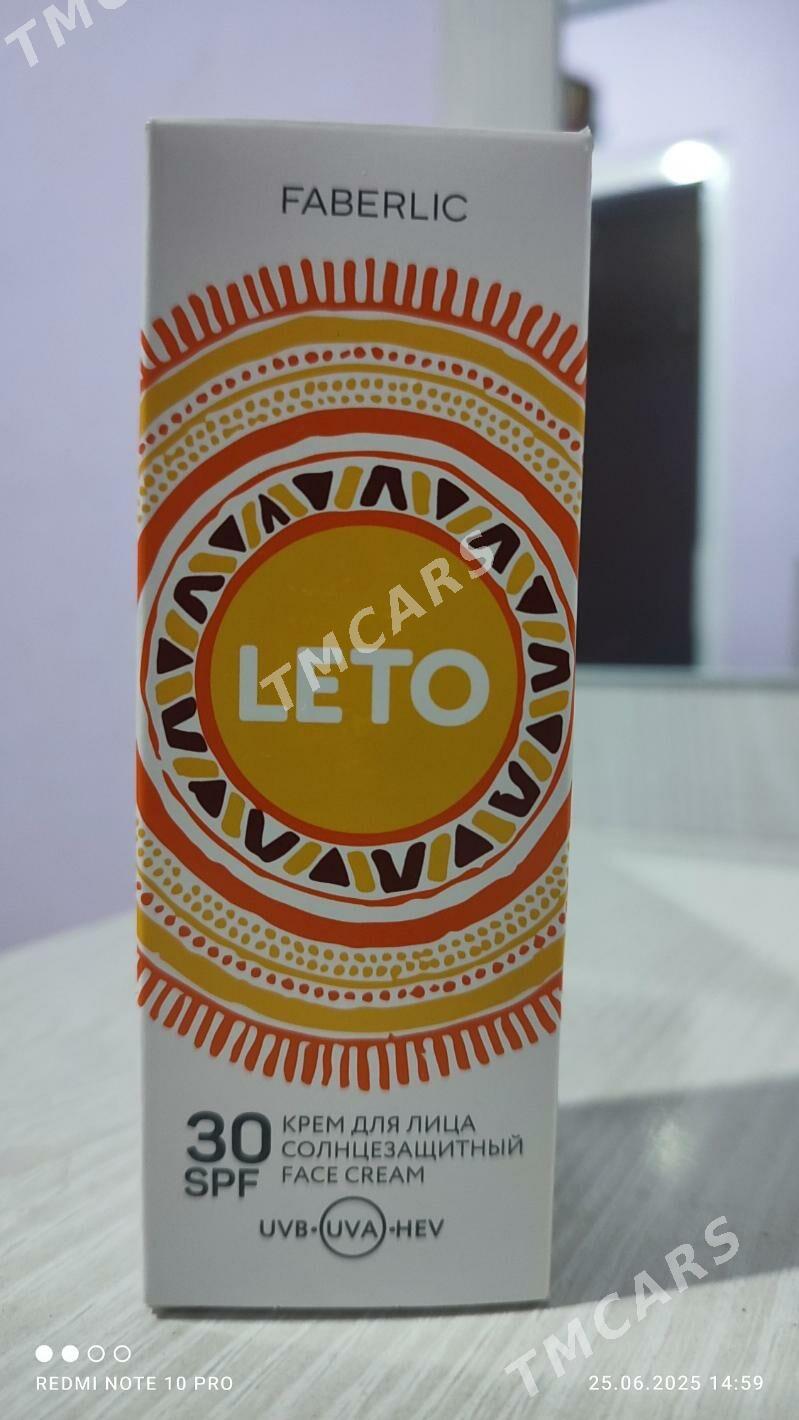 TMC
FABERLIC
TMCARS
LETO
30
SPF
КРЕМ ДЛЯ ЛИЦА
СОЛНЦЕЗАЩИТНЫЙ
FACE CREAM
UVB•UVA•HEV
TMCARS
REDMI NOTE 10 PRO
25.06.2025 14:59